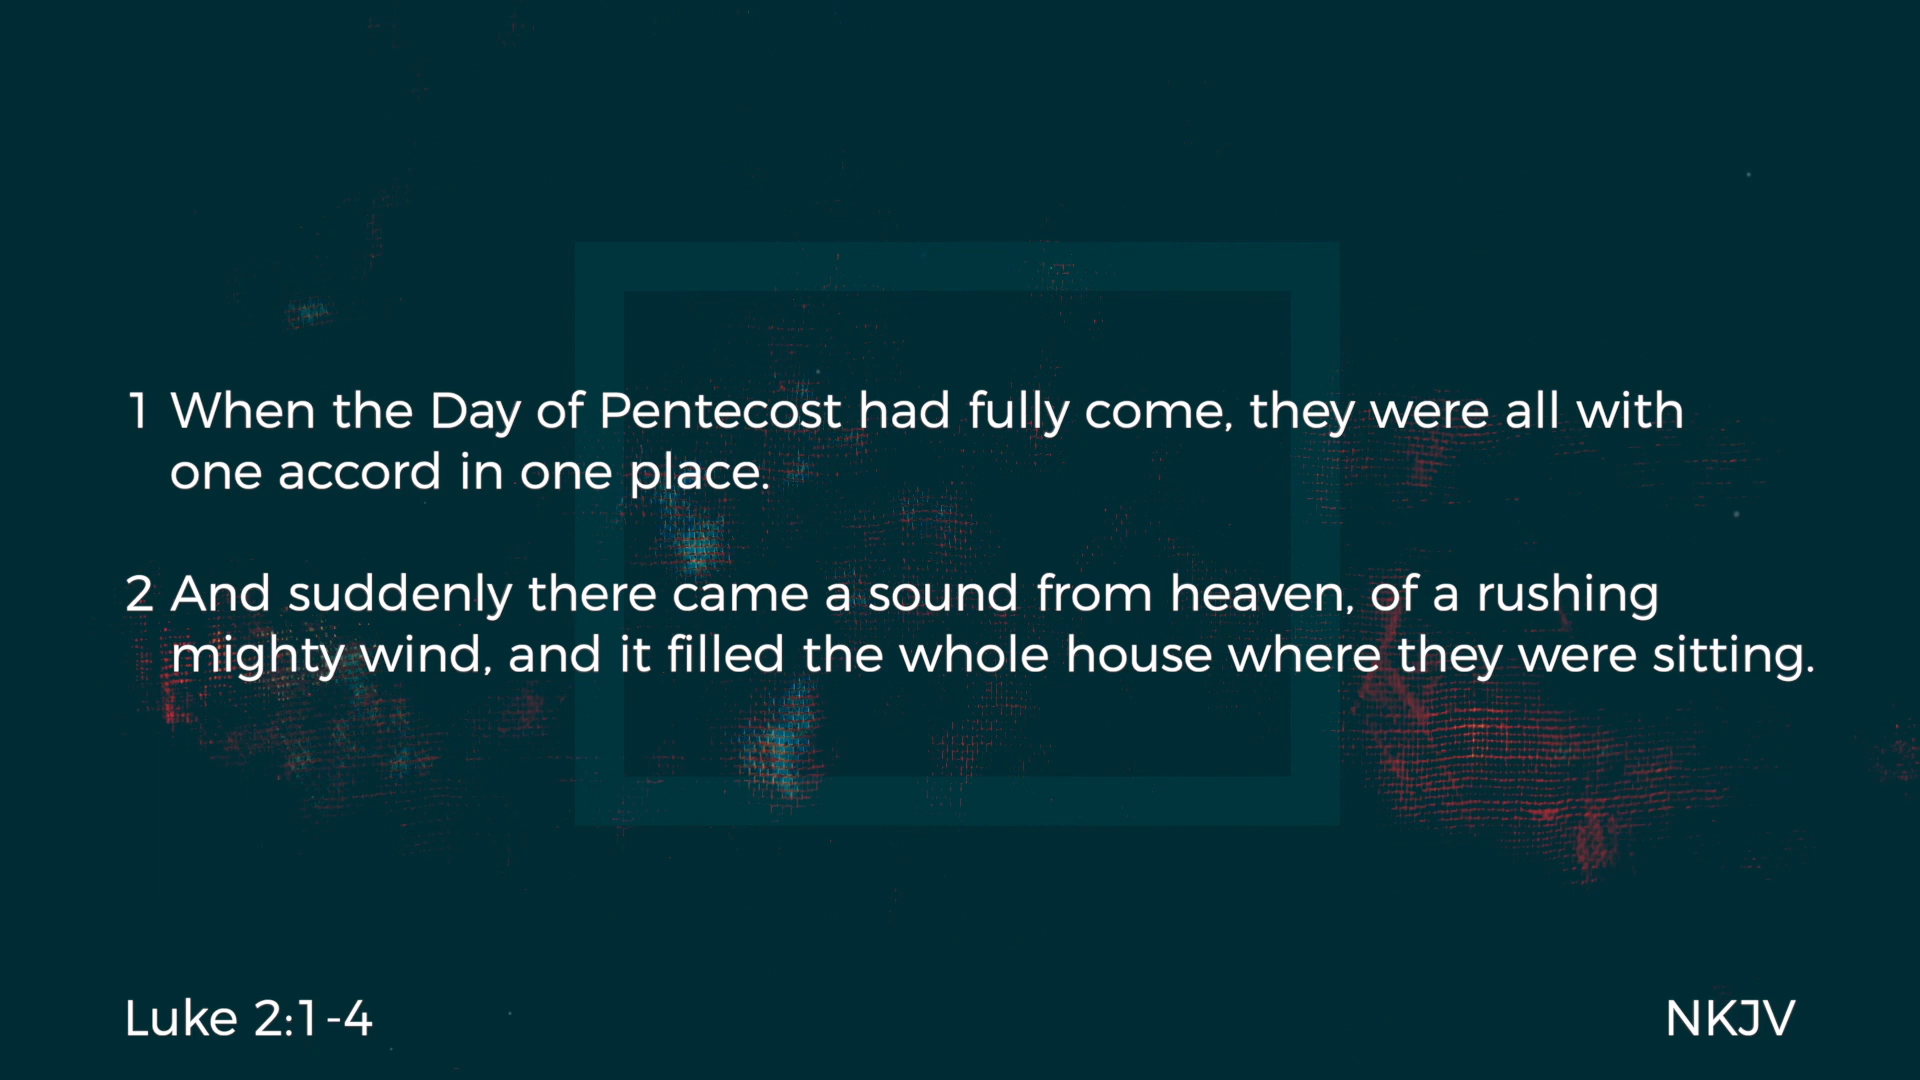 1 When the Day of Pentecost had fully come, they were all with
one accord in one place.
2 And suddenly there came a sound from heaven, of a rushing
mighty wind, and it filled the whole house where they were sitting.
Luke 2:1-4
NKJV